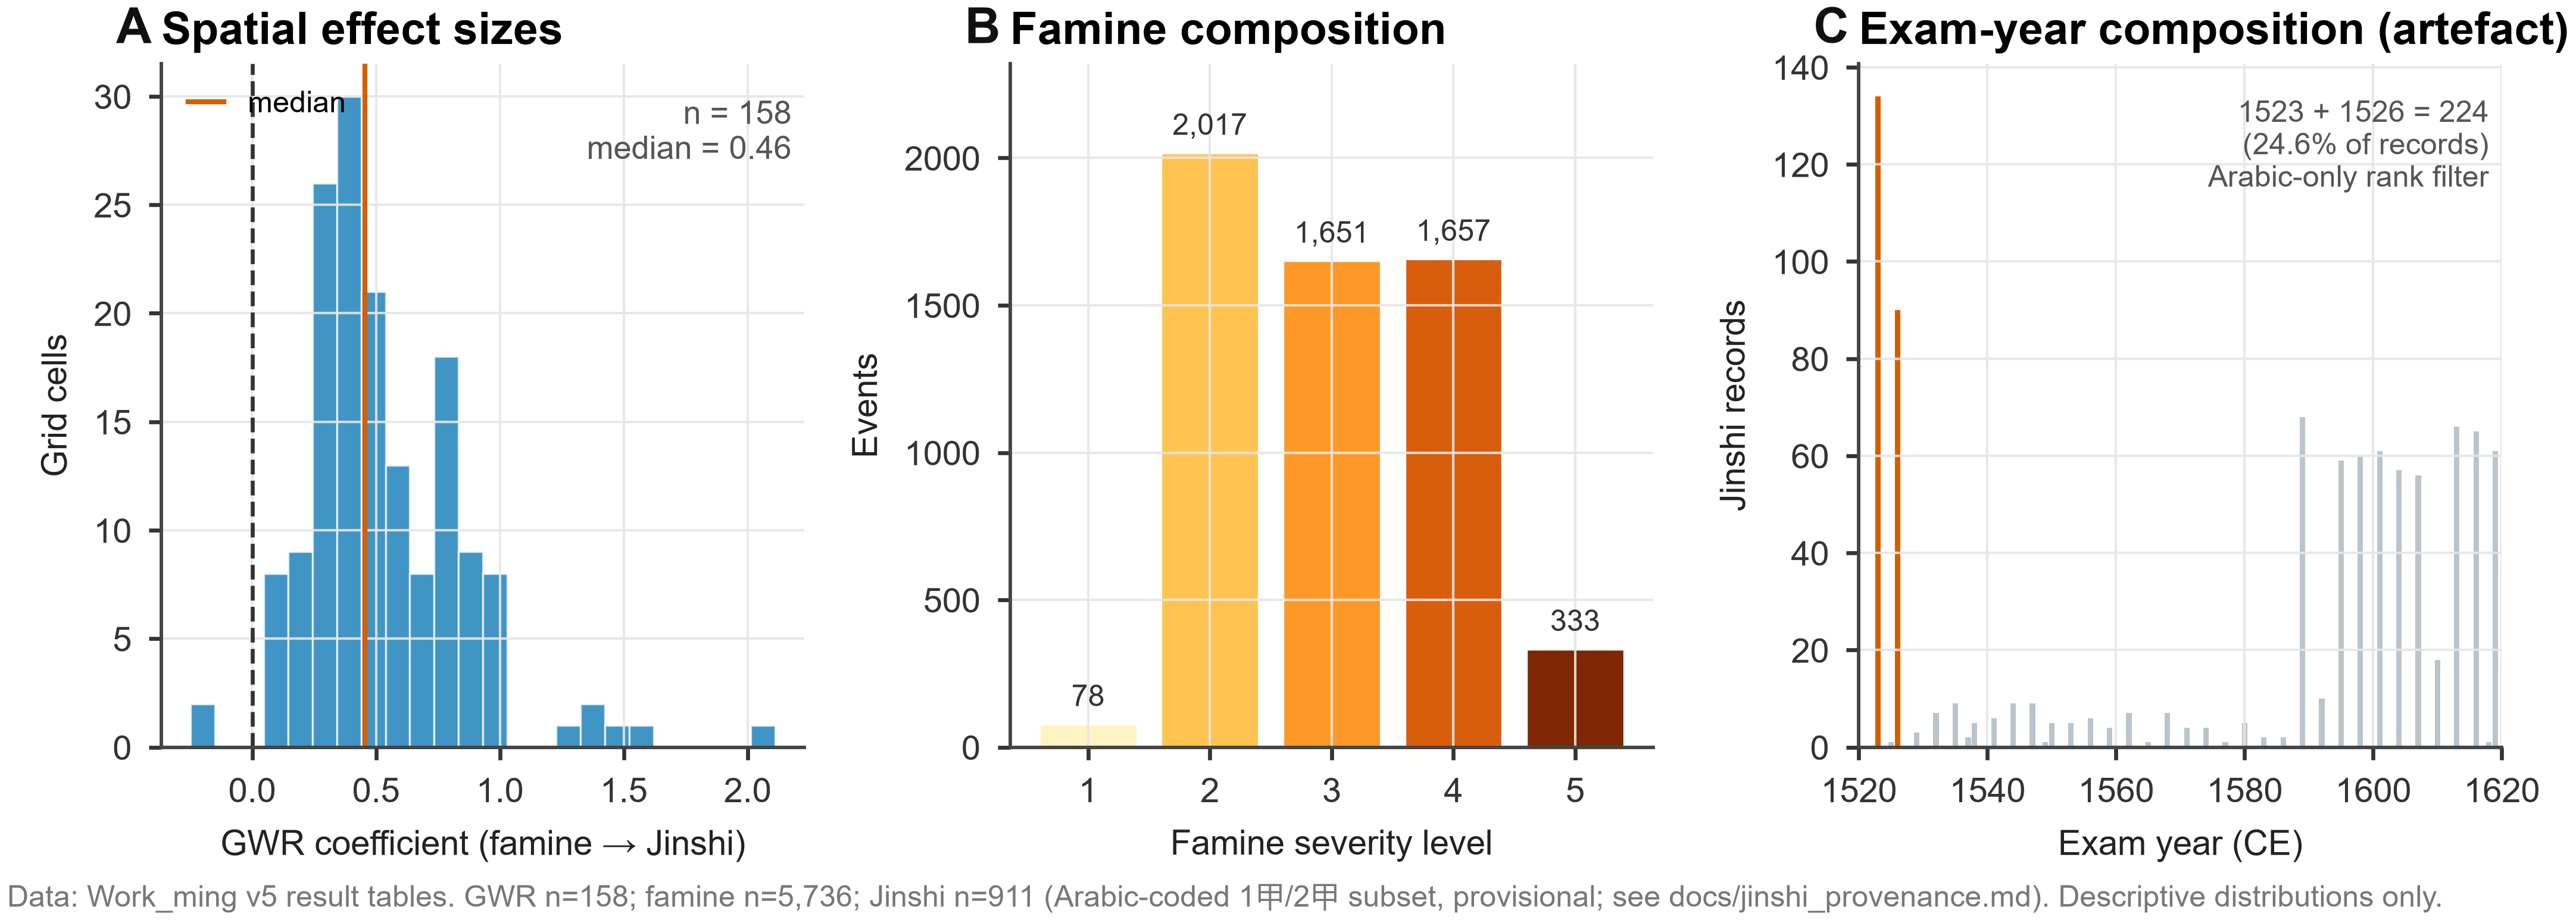 A Spatial effect sizes
median
n = 158
median = 0.46
30
25
20
15
10
5
0
Grid cells
0.0 0.5 1.0 1.5 2.0
GWR coefficient (famine → Jinshi)
B Famine composition
2,017
1,651
1,657
333
78
2000
1500
1000
500
0
Events
1 2 3 4 5
Famine severity level
C Exam-year composition (artefact)
1523 + 1526 = 224
(24.6% of records)
Arabic-only rank filter
140
120
100
80
60
40
20
0
Jinshi records
1520 1540 1560 1580 1600 1620
Exam year (CE)
Data: Work_ming v5 result tables. GWR n=158; famine n=5,736; Jinshi n=911 (Arabic-coded 1甲/2甲 subset, provisional; see docs/jinshi_provenance.md). Descriptive distributions only.